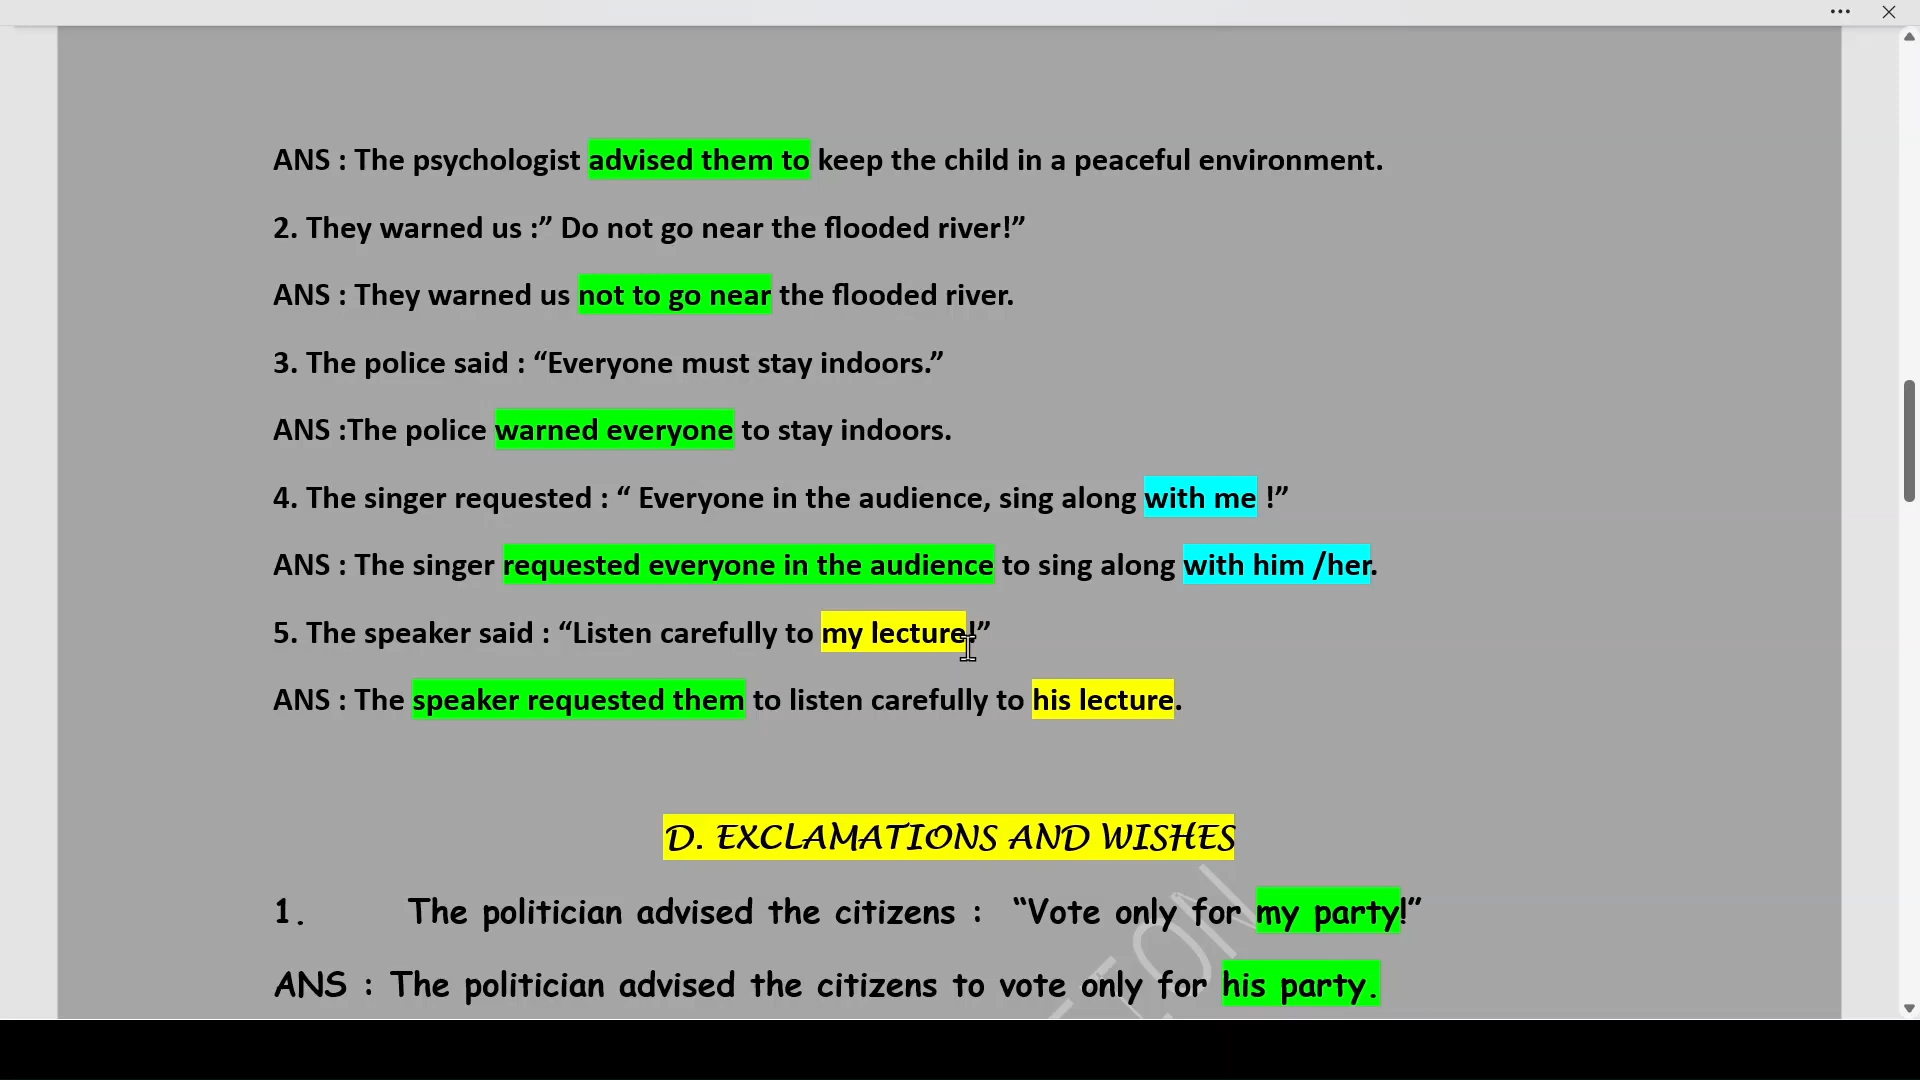 ANS : The psychologist advised them to keep the child in a peaceful environment.
2. They warned us :” Do not go near the flooded river!”
ANS : They warned us not to go near the flooded river.
3. The police said : “Everyone must stay indoors.”
ANS :The police warned everyone to stay indoors.
4. The singer requested : “ Everyone in the audience, sing along with me !”
ANS : The singer requested everyone in the audience to sing along with him /her.
5. The speaker said : “Listen carefully to my lecture!”
ANS : The speaker requested them to listen carefully to his lecture.
D. EXCLAMATIONS AND WISHES
1. The politician advised the citizens : “Vote only for my party!”
ANS : The politician advised the citizens to vote only for his party.